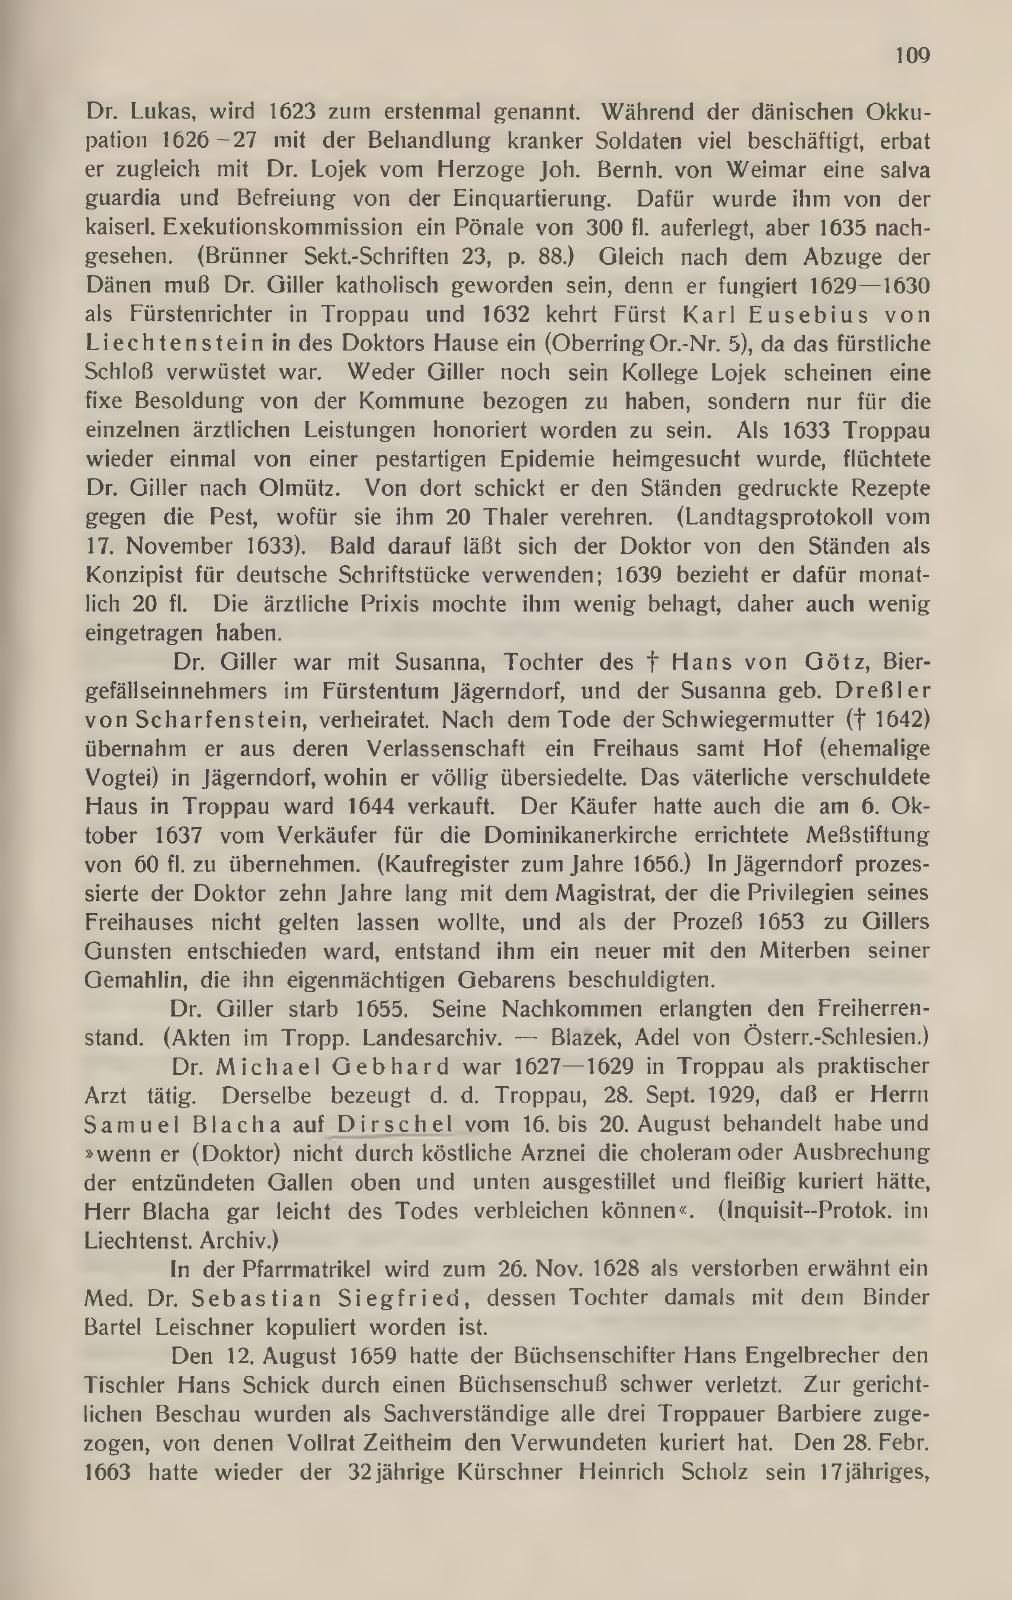 109
Dr. Lukas, wird 1623 zum erstenmal genannt. Während der dänischen Okku-
pation 1626–27 mit der Behandlung kranker Soldaten viel beschäftigt, erbat
er zugleich mit Dr. Lojek vom Herzoge Joh. Bernh. von Weimar eine salva
guardia und Befreiung von der Einquartierung. Dafür wurde ihm von der
kaiserl. Exekutionskommission ein Pönale von 300 fl. auferlegt, aber 1635 nach-
gesehen. (Brünner Sekt.-Schriften 23, p. 88.) Gleich nach dem Abzuge der
Dänen muß Dr. Giller katholisch geworden sein, denn er fungiert 1629—1630
als Fürstenrichter in Troppau und 1632 kehrt Fürst Karl Eusebius von
Liechtenstein in des Doktors Hause ein (Oberring Or.-Nr. 5), da das fürstliche
Schloß verwüstet war. Weder Giller noch sein Kollege Lojek scheinen eine
fixe Besoldung von der Kommune bezogen zu haben, sondern nur für die
einzelnen ärztlichen Leistungen honoriert worden zu sein. Als 1633 Troppau
wieder einmal von einer pestartigen Epidemie heimgesucht wurde, flüchtete
Dr. Giller nach Olmütz. Von dort schickt er den Ständen gedruckte Rezepte
gegen die Pest, wofür sie ihm 20 Thaler verehren. (Landtagsprotokoll vom
17. November 1633). Bald darauf läßt sich der Doktor von den Ständen als
Konzipist für deutsche Schriftstücke verwenden; 1639 bezieht er dafür monat-
lich 20 fl. Die ärztliche Prixis mochte ihm wenig behagt, daher auch wenig
eingetragen haben.
Dr. Giller war mit Susanna, Tochter des † Hans von Götz, Bier-
gefällseinnehmers im Fürstentum Jägerndorf, und der Susanna geb. Dreßler
von Scharfenstein, verheiratet. Nach dem Tode der Schwiegermutter († 1642)
übernahm er aus deren Verlassenschaft ein Freihaus samt Hof (ehemalige
Vogtei) in Jägerndorf, wohin er völlig übersiedelte. Das väterliche verschuldete
Haus in Troppau ward 1644 verkauft. Der Käufer hatte auch die am 6. Ok-
tober 1637 vom Verkäufer für die Dominikanerkirche errichtete Meßstiftung
von 60 fl. zu übernehmen. (Kaufregister zum Jahre 1656.) In Jägerndorf prozes-
sierte der Doktor zehn Jahre lang mit dem Magistrat, der die Privilegien seines
Freihauses nicht gelten lassen wollte, und als der Prozeß 1653 zu Gillers
Gunsten entschieden ward, entstand ihm ein neuer mit den Miterben seiner
Gemahlin, die ihn eigenmächtigen Gebarens beschuldigten.
Dr. Giller starb 1655. Seine Nachkommen erlangten den Freiherren-
stand. (Akten im Tropp. Landesarchiv. — Blažek, Adel von Österr.-Schlesien.)
Dr. Michael Gebhard war 1627—1629 in Troppau als praktischer
Arzt tätig. Derselbe bezeugt d. d. Troppau, 28. Sept. 1929, daß er Herrn
Samuel Blacha auf Dirschel vom 16. bis 20. August behandelt habe und
»wenn er (Doktor) nicht durch köstliche Arznei die choleram oder Ausbrechung
der entzündeten Gallen oben und unten ausgestillet und fleißig kuriert hätte,
Herr Blacha gar leicht des Todes verbleichen können«. (Inquisit--Protok. im
Liechtenst. Archiv.)
In der Pfarrmatrikel wird zum 26. Nov. 1628 als verstorben erwähnt ein
Med. Dr. Sebastian Siegfried, dessen Tochter damals mit dem Binder
Bartel Leischner kopuliert worden ist.
Den 12. August 1659 hatte der Büchsenschifter Hans Engelbrecher den
Tischler Hans Schick durch einen Büchsenschuß schwer verletzt. Zur gericht-
lichen Beschau wurden als Sachverständige alle drei Troppauer Barbiere zuge-
zogen, von denen Vollrat Zeitheim den Verwundeten kuriert hat. Den 28. Febr.
1663 hatte wieder der 32jährige Kürschner Heinrich Scholz sein 17jähriges,